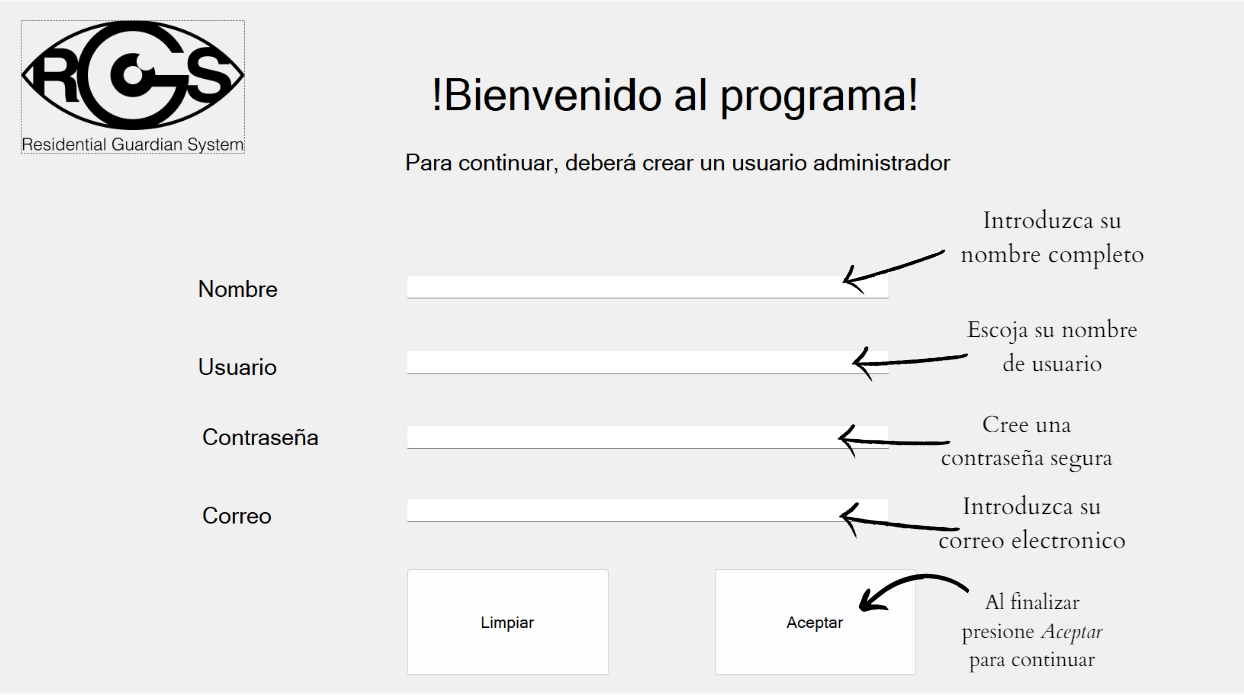 RGS
Residential Guardian System
!Bienvenido al programa!
Para continuar, deberá crear un usuario administrador
Introduzca su
nombre completo
Nombre
Escoja su nombre
de usuario
Usuario
Cree una
contraseña segura
Contraseña
Introduzca su
correo electronico
Correo
Limpiar
Aceptar
Al finalizar
presione Aceptar
para continuar